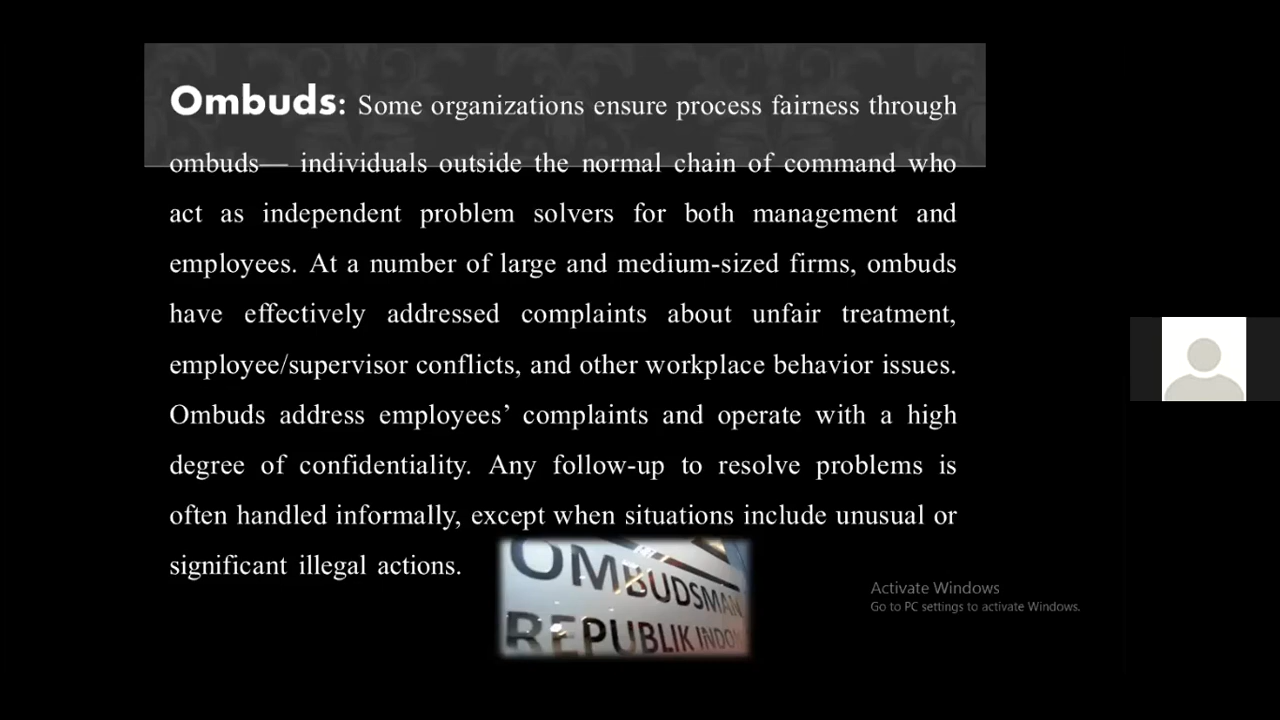 Ombuds: Some organizations ensure process fairness through
ombuds— individuals outside the normal chain of command who
act as independent problem solvers for both management and
employees. At a number of large and medium-sized firms, ombuds
have effectively addressed complaints about unfair treatment,
employee/supervisor conflicts, and other workplace behavior issues.
Ombuds address employees’ complaints and operate with a high
degree of confidentiality. Any follow-up to resolve problems is
often handled informally, except when situations include unusual or
significant illegal actions.
OMBUDSMAN
REPUBLIK INDO
Activate Windows
Go to PC settings to activate Windows.